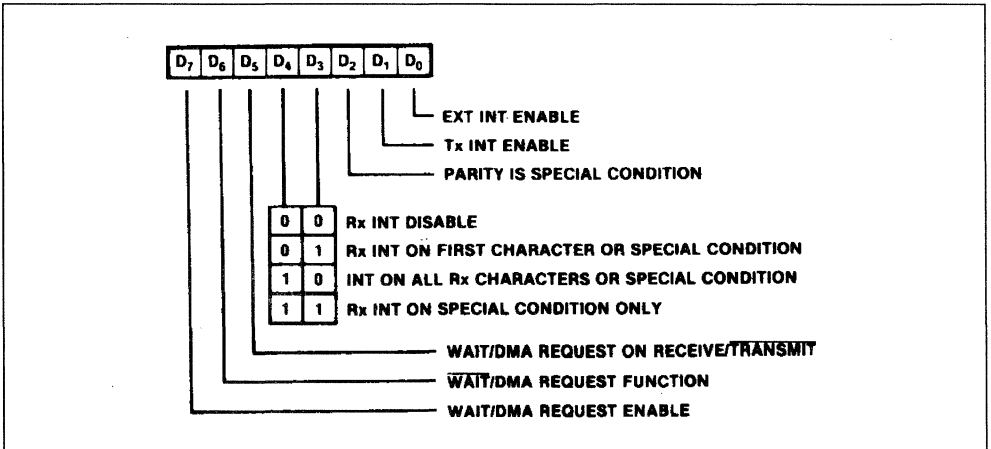 D7 D6 D5 D4 D3 D2 D1 D0
EXT INT ENABLE
Tx INT ENABLE
PARITY IS SPECIAL CONDITION
0 0 Rx INT DISABLE
0 1 Rx INT ON FIRST CHARACTER OR SPECIAL CONDITION
1 0 INT ON ALL Rx CHARACTERS OR SPECIAL CONDITION
1 1 Rx INT ON SPECIAL CONDITION ONLY
WAIT/DMA REQUEST ON RECEIVE/TRANSMIT
WAIT/DMA REQUEST FUNCTION
WAIT/DMA REQUEST ENABLE